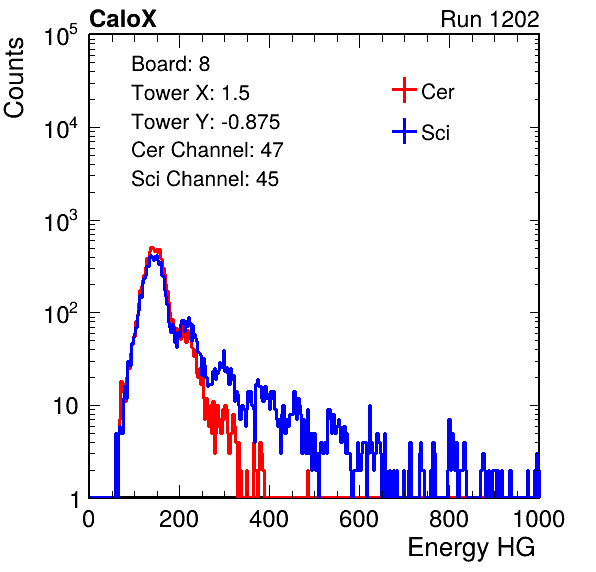 CaloX Run 1202
Counts
10^5
10^4
10^3
10^2
10
1
Board: 8
Tower X: 1.5
Tower Y: -0.875
Cer Channel: 47
Sci Channel: 45
Cer
Sci
0 200 400 600 800 1000
Energy HG